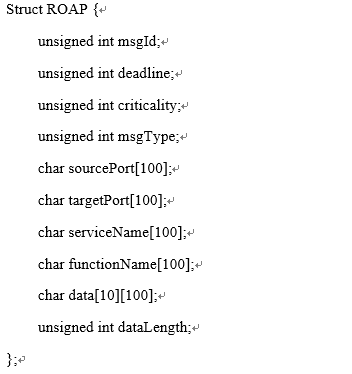 Struct ROAP {
unsigned int msgId;
unsigned int deadline;
unsigned int criticality;
unsigned int msgType;
char sourcePort[100];
char targetPort[100];
char serviceName[100];
char functionName[100];
char data[10][100];
unsigned int dataLength;
};